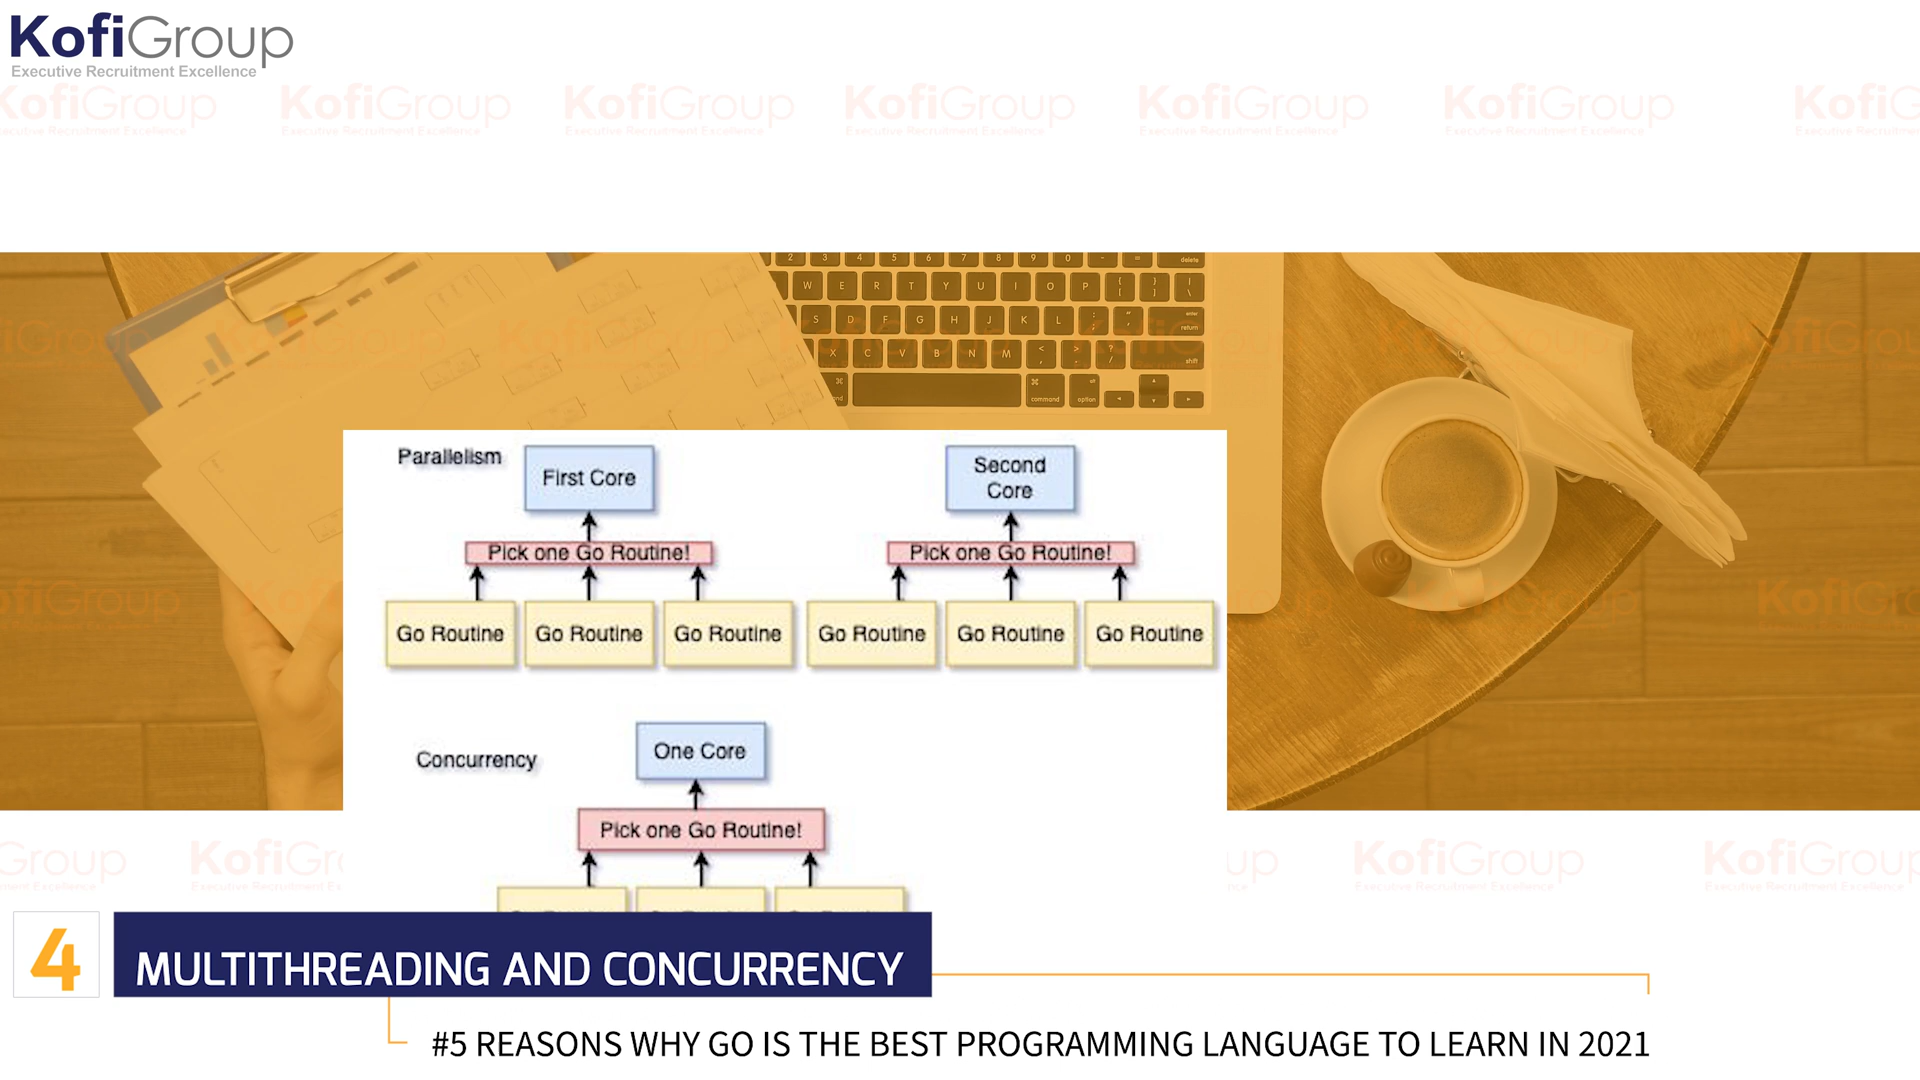 KofiGroup
Executive Recruitment Excellence
Parallelism
First Core
Second
Core
Pick one Go Routine!
Pick one Go Routine!
Go Routine
Go Routine
Go Routine
Go Routine
Go Routine
Go Routine
Concurrency
One Core
Pick one Go Routine!
4
MULTITHREADING AND CONCURRENCY
#5 REASONS WHY GO IS THE BEST PROGRAMMING LANGUAGE TO LEARN IN 2021